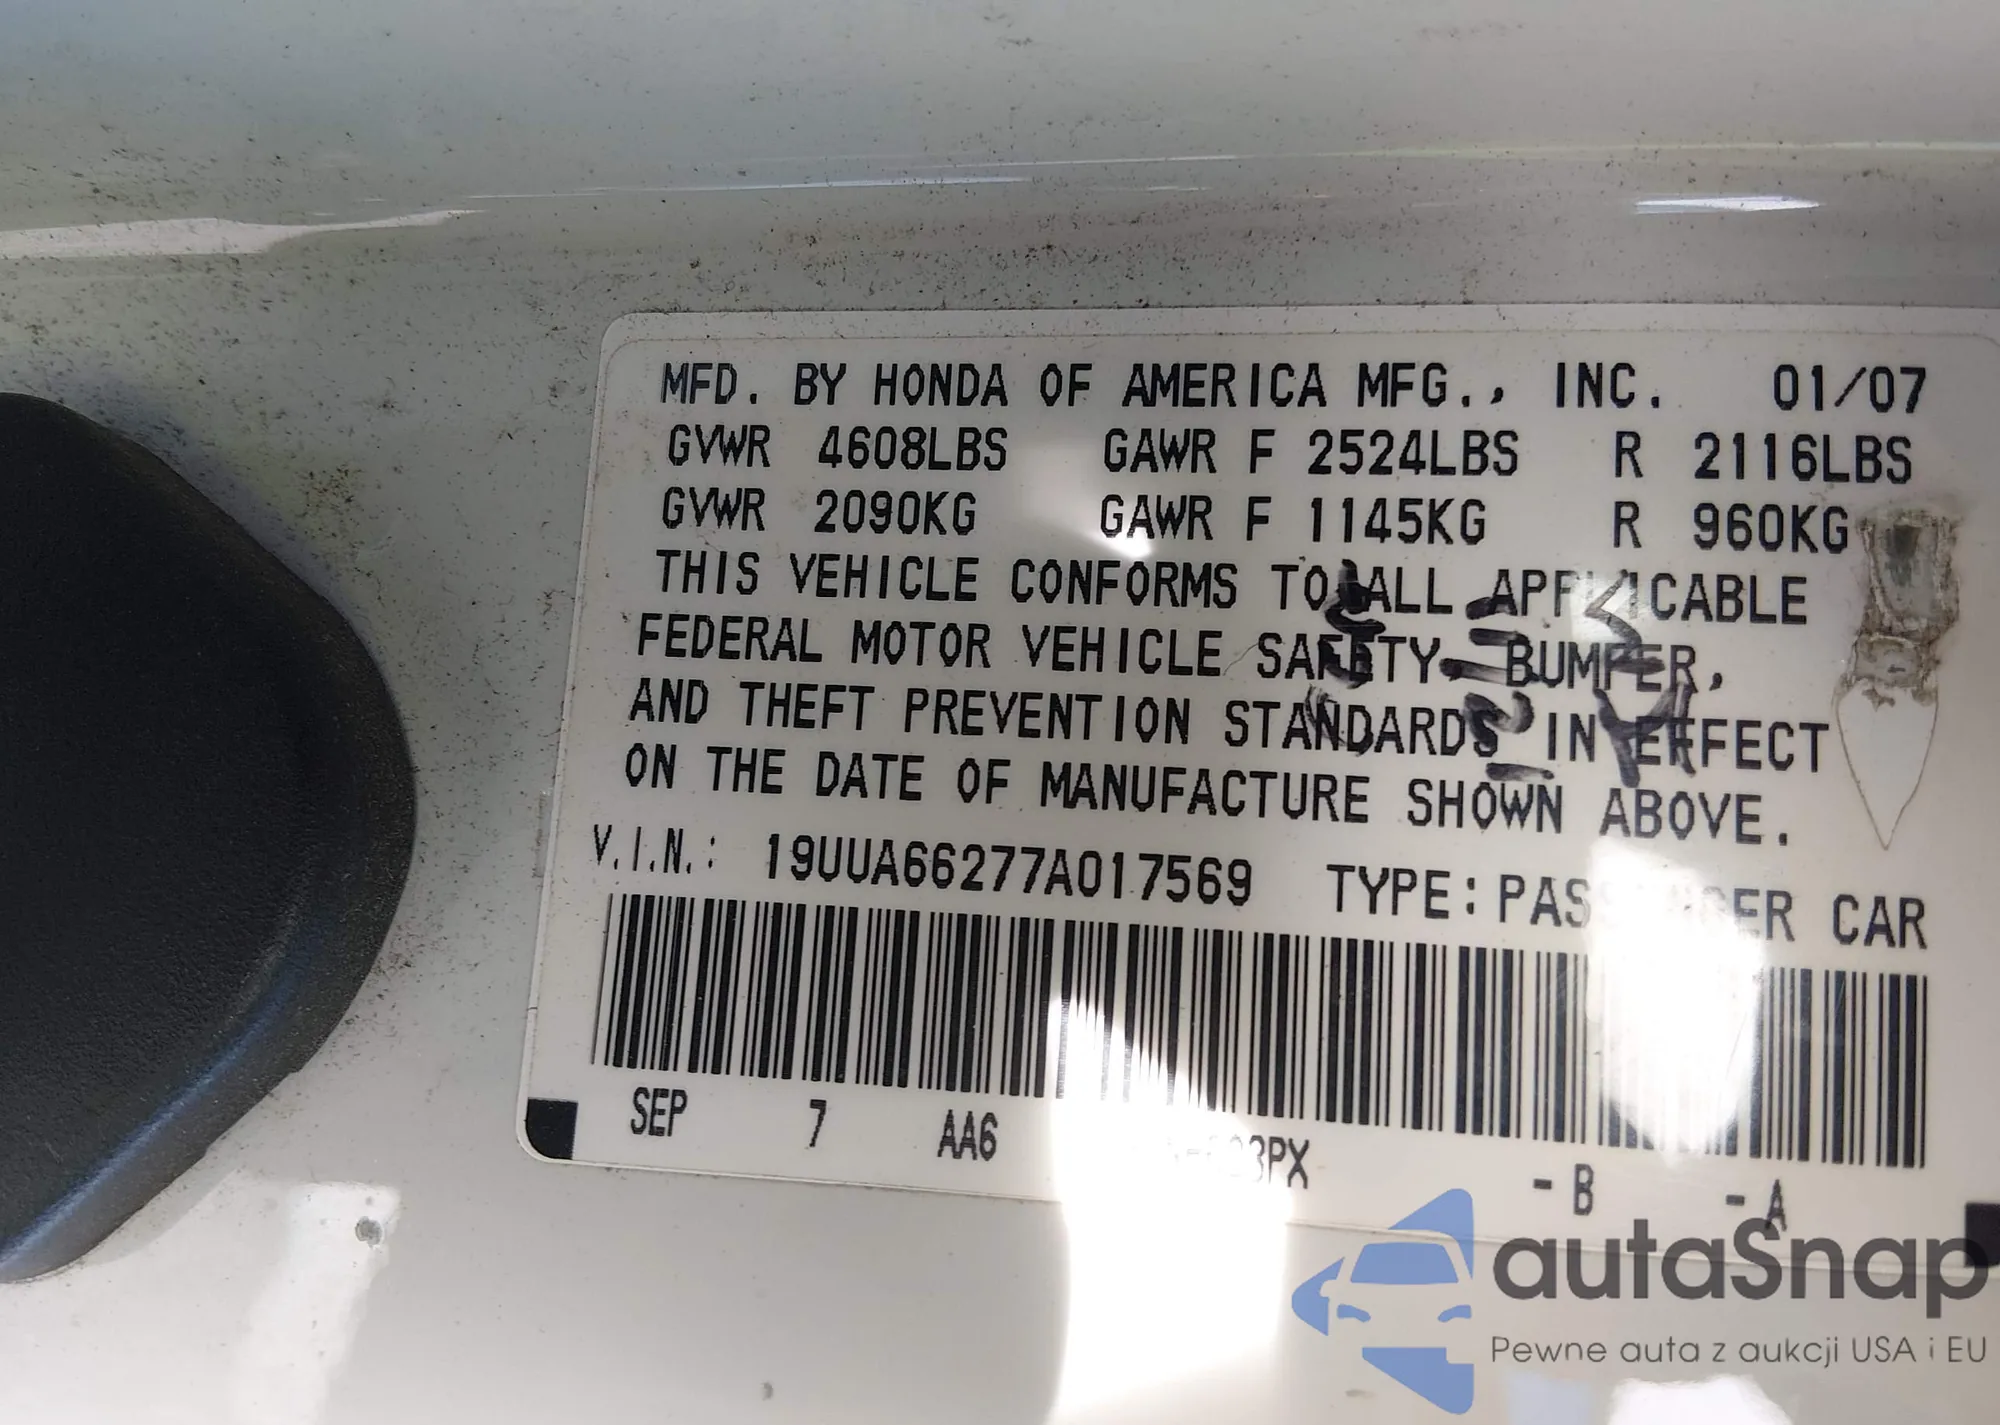 MFD. BY HONDA OF AMERICA MFG., INC. 01/07
GVWR 4608LBS GAWR F 2524LBS R 2116LBS
GVWR 2090KG GAWR F 1145KG R 960KG
THIS VEHICLE CONFORMS TO ALL APPLICABLE
FEDERAL MOTOR VEHICLE SAFETY, BUMPER,
AND THEFT PREVENTION STANDARDS IN EFFECT
ON THE DATE OF MANUFACTURE SHOWN ABOVE.
V.I.N.: 19UUA66277A017569 TYPE: PASSENGER CAR
SEP 7 AA6 -B -A
autaSnap
Pewne auta z aukcji USA i EU